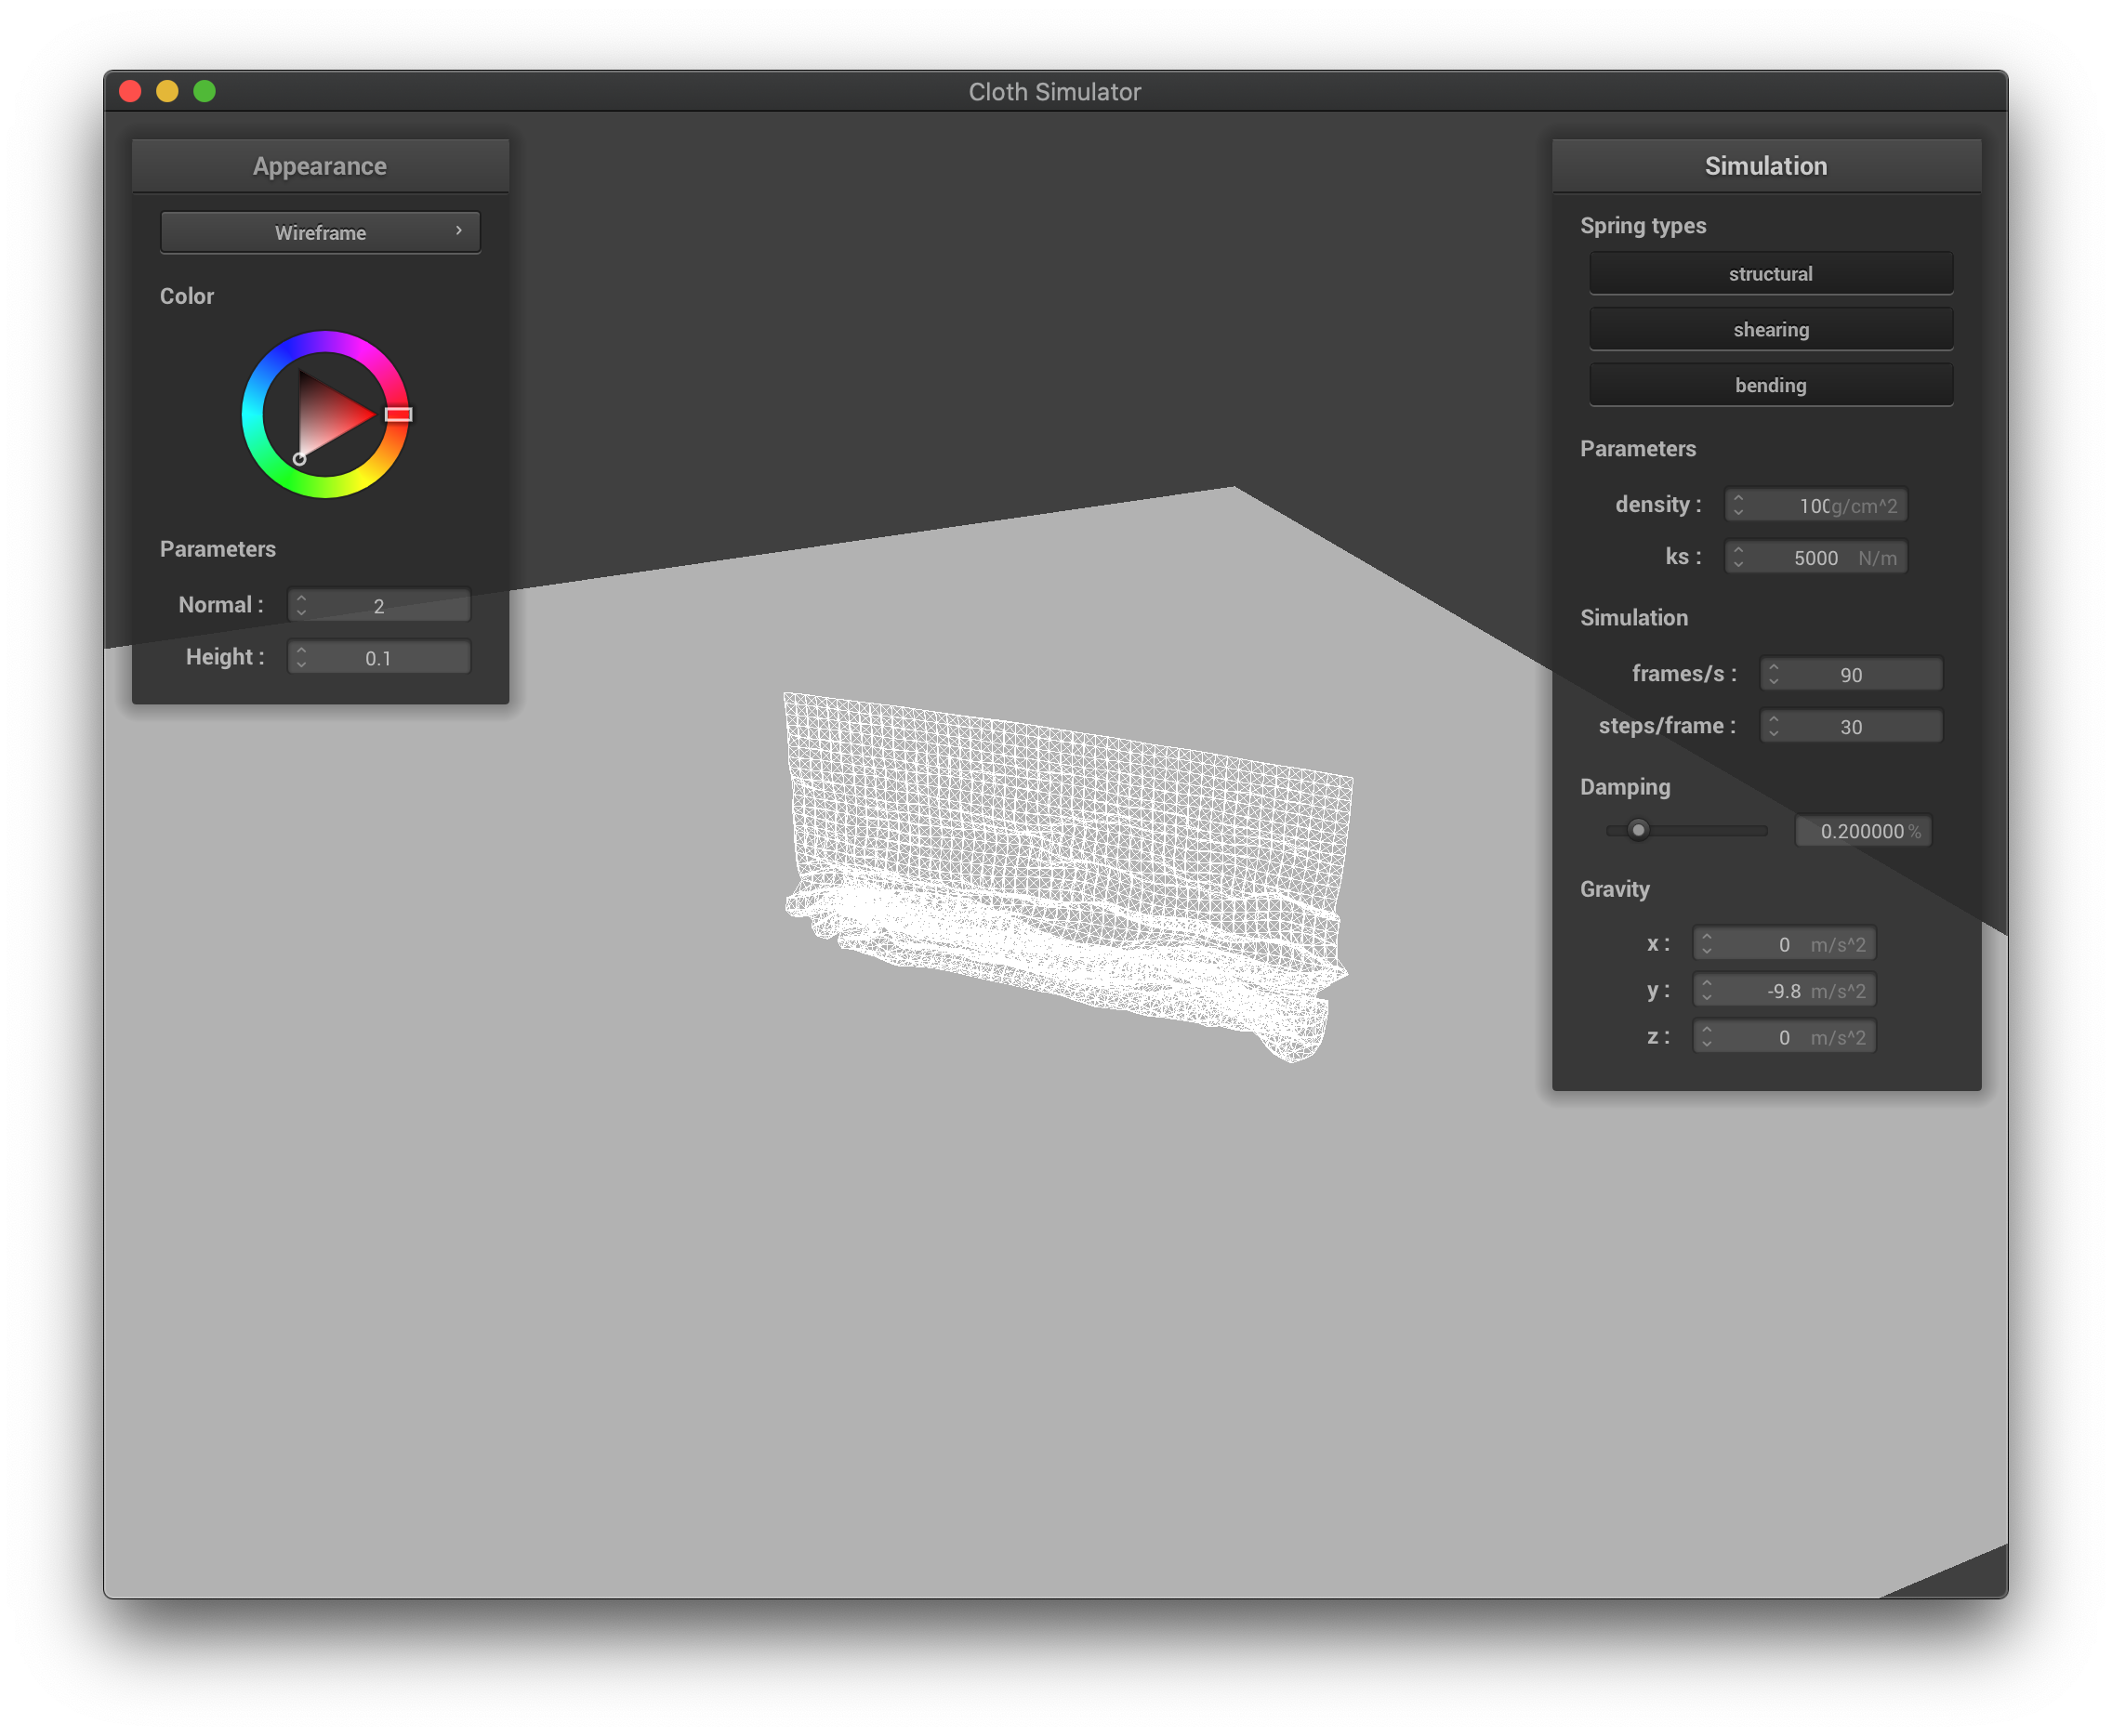 Cloth Simulator
Appearance
Wireframe
Color
Parameters
Normal : 2
Height : 0.1
Simulation
Spring types
structural
shearing
bending
Parameters
density : 100 g/cm^2
ks : 5000 N/m
Simulation
frames/s : 90
steps/frame : 30
Damping
0.200000 %
Gravity
x : 0 m/s^2
y : -9.8 m/s^2
z : 0 m/s^2